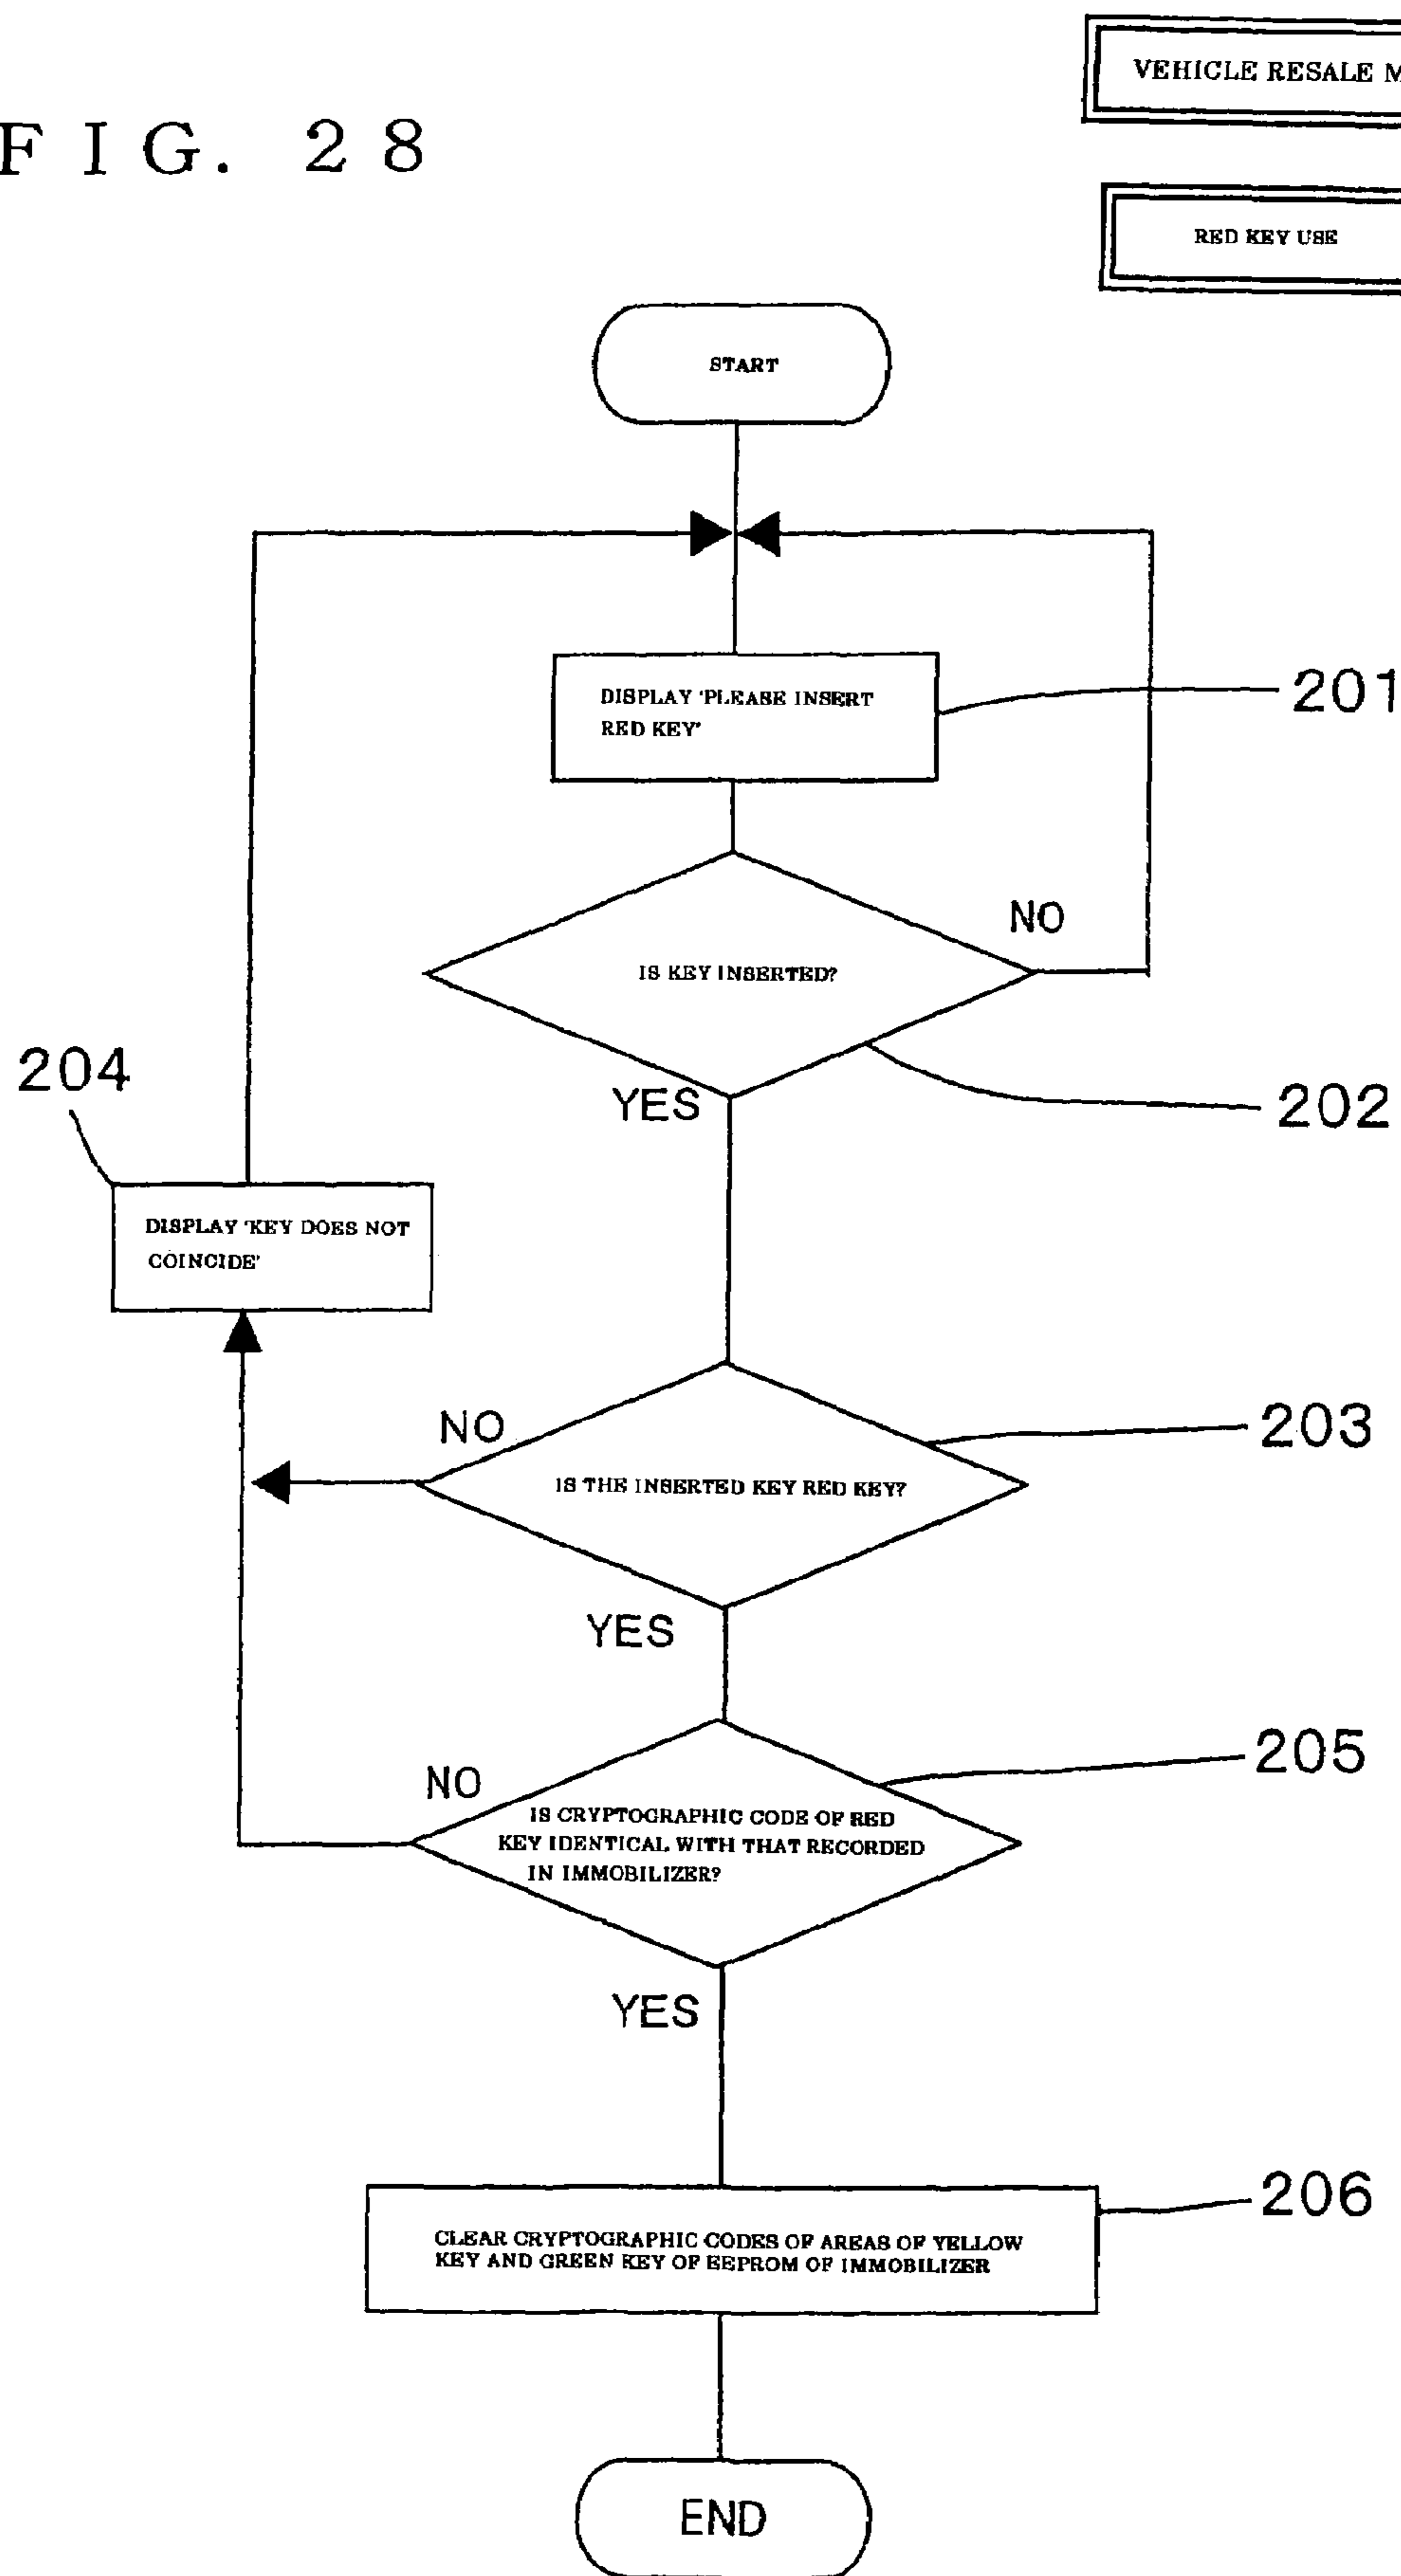 VEHICLE RESALE M
FIG. 28
RED KEY USE
START
DISPLAY 'PLEASE INSERT
RED KEY'
201
NO
IS KEY INSERTED?
204
YES
202
DISPLAY 'KEY DOES NOT
COINCIDE'
NO
203
IS THE INSERTED KEY RED KEY?
YES
205
NO
IS CRYPTOGRAPHIC CODE OF RED
KEY IDENTICAL WITH THAT RECORDED
IN IMMOBILIZER?
YES
206
CLEAR CRYPTOGRAPHIC CODES OF AREAS OF YELLOW
KEY AND GREEN KEY OF EEPROM OF IMMOBILIZER
END